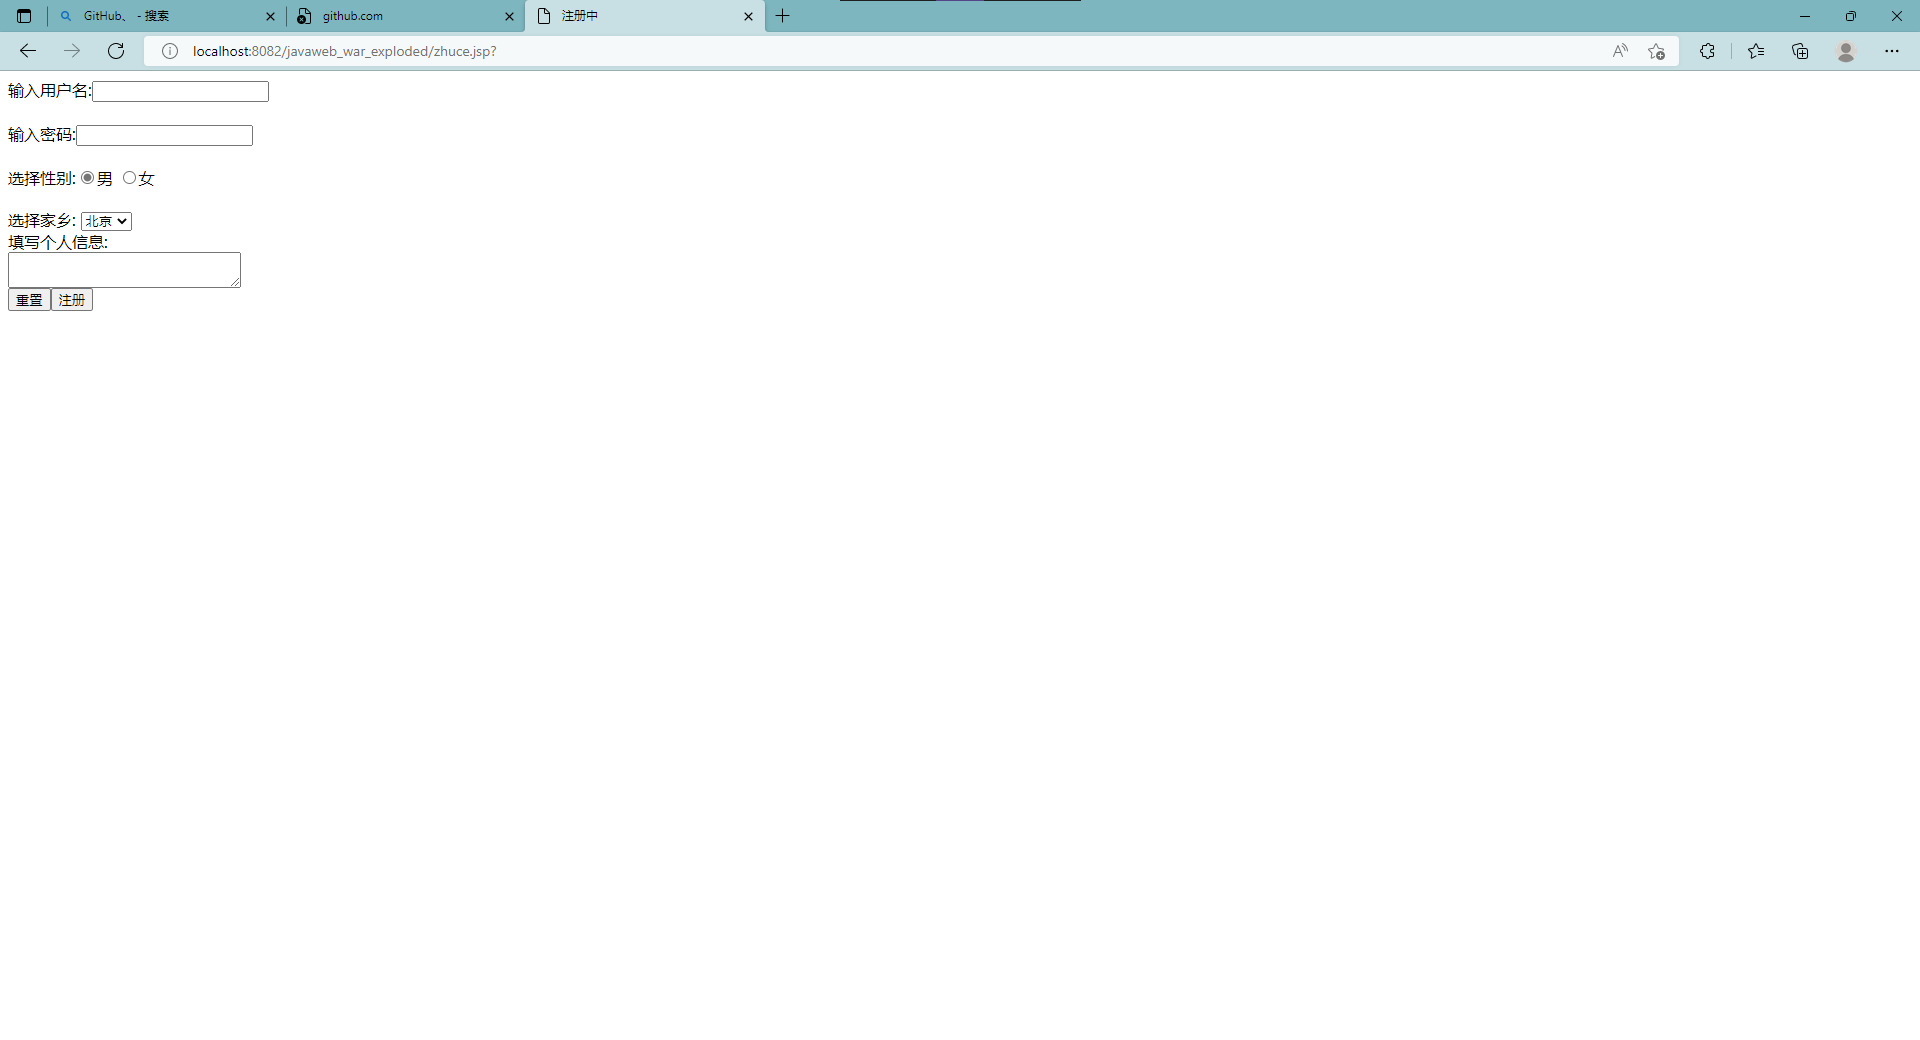 GitHub、 - 搜索
github.com
注册中
localhost:8082/javaweb_war_exploded/zhuce.jsp?
输入用户名:
输入密码:
选择性别: 男 女
选择家乡: 北京
填写个人信息:
重置 注册